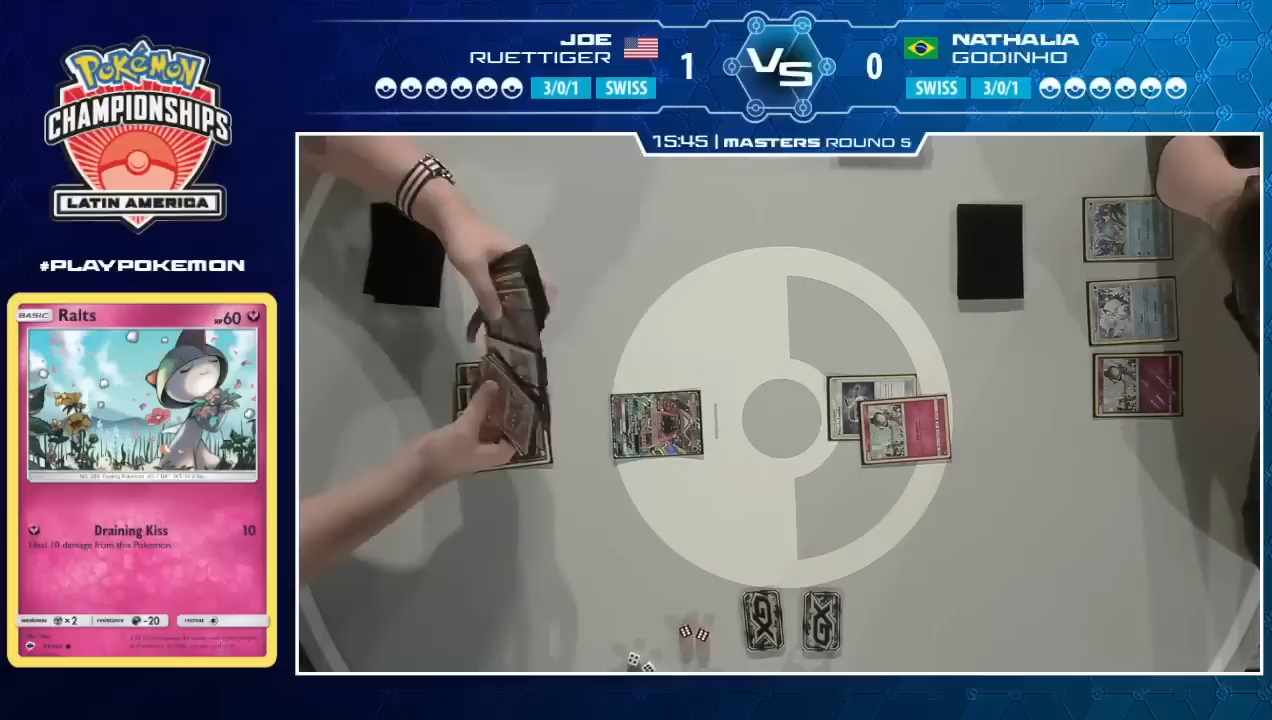 Pokémon
CHAMPIONSHIPS
LATIN AMERICA
#PLAYPOKEMON
JOE
RUETTIGER
1
VS
0
NATHALIA
GODINHO
3/0/1
SWISS
SWISS
3/0/1
15:45 | MASTERS ROUND 5
BASIC
Ralts
HP 60
Draining Kiss
10
Heal 10 damage from this Pokémon.
weakness
×2
resistance
-20
retreat
GX
GX